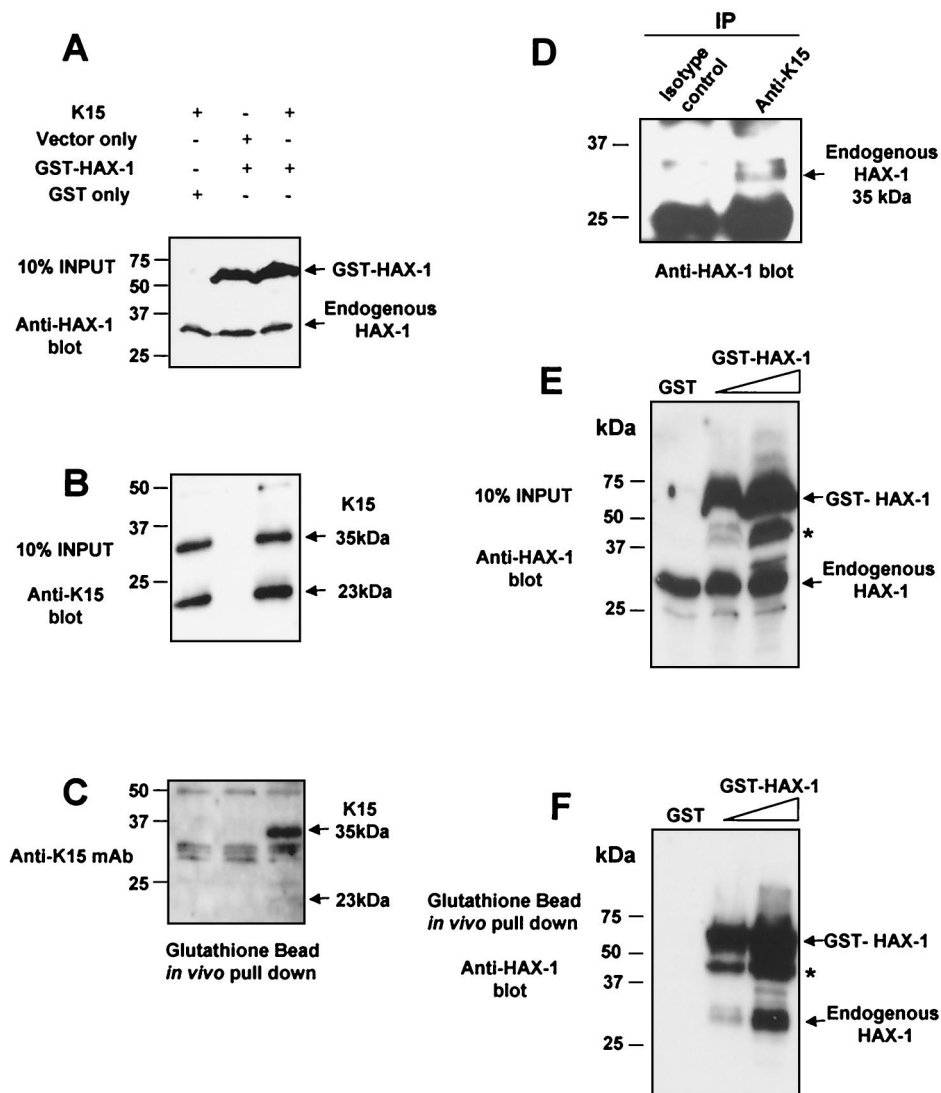 A
K15 + - +
Vector only - + -
GST-HAX-1 - + +
GST only + - -
10% INPUT
Anti-HAX-1
blot
75
50
37
25
GST-HAX-1
Endogenous
HAX-1
B
10% INPUT
Anti-K15
blot
50
37
25
K15
35kDa
23kDa
C
Anti-K15 mAb
50
37
25
K15
35kDa
23kDa
Glutathione Bead
in vivo pull down
D
IP
Isotype
control
Anti-K15
37
25
Endogenous
HAX-1
35 kDa
Anti-HAX-1 blot
E
GST
GST-HAX-1
kDa
10% INPUT
Anti-HAX-1
blot
75
50
37
25
GST- HAX-1
*
Endogenous
HAX-1
F
GST
GST-HAX-1
kDa
Glutathione Bead
in vivo pull down
Anti-HAX-1
blot
75
50
37
25
GST- HAX-1
*
Endogenous
HAX-1